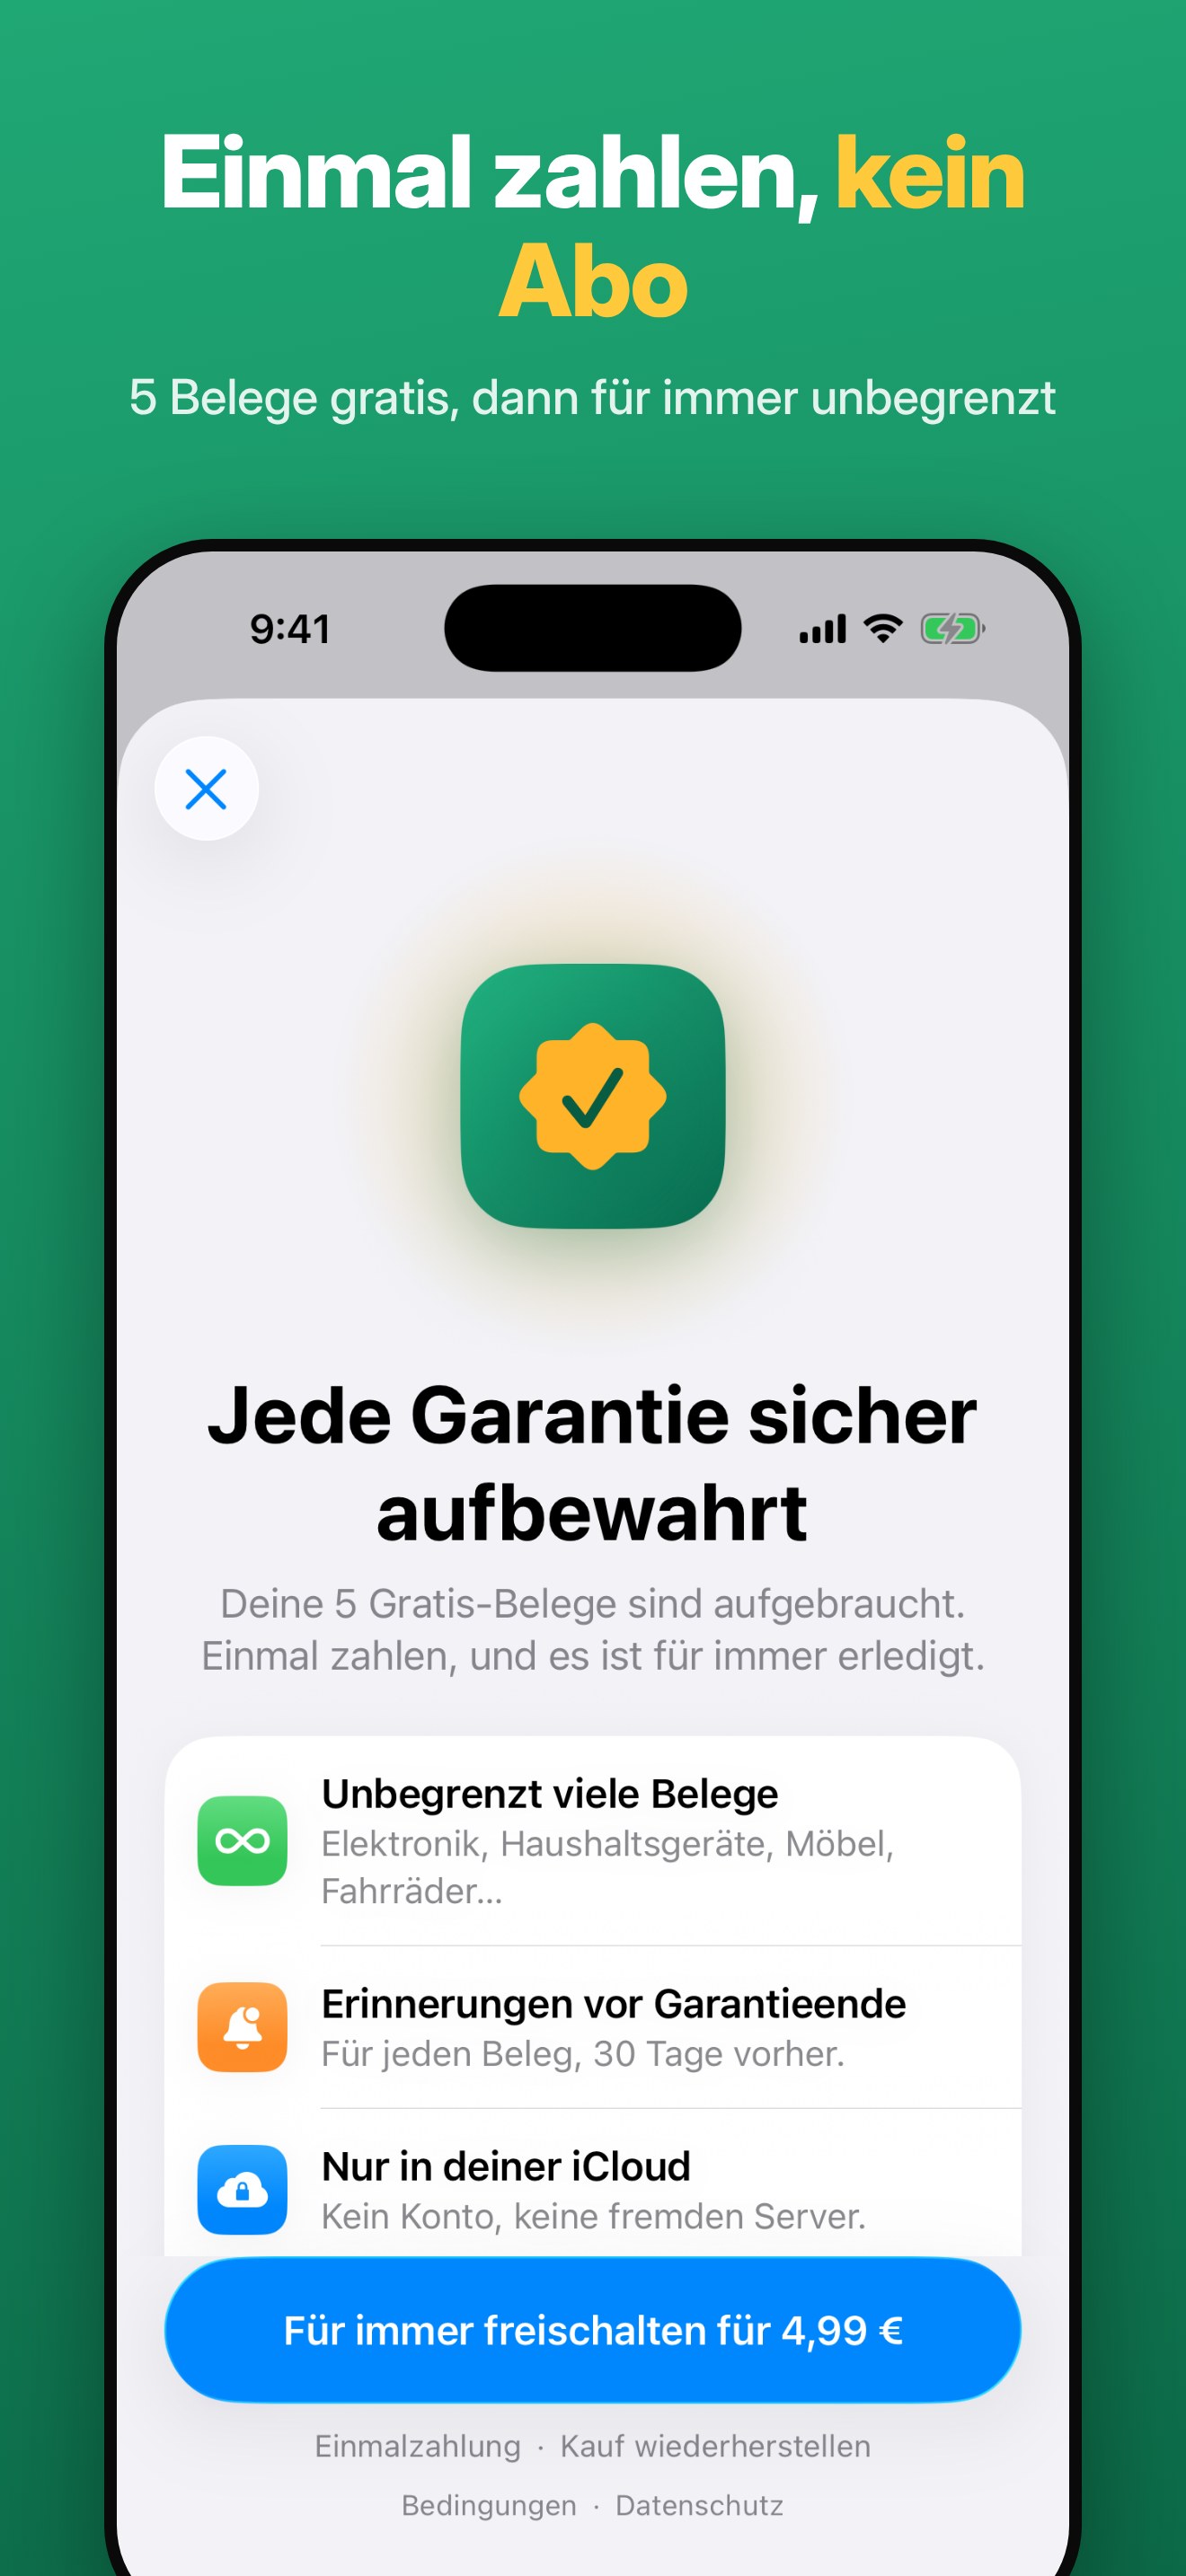 Einmal zahlen, kein
Abo
5 Belege gratis, dann für immer unbegrenzt
9:41
Jede Garantie sicher
aufbewahrt
Deine 5 Gratis-Belege sind aufgebraucht.
Einmal zahlen, und es ist für immer erledigt.
Unbegrenzt viele Belege
Elektronik, Haushaltsgeräte, Möbel,
Fahrräder…
Erinnerungen vor Garantieende
Für jeden Beleg, 30 Tage vorher.
Nur in deiner iCloud
Kein Konto, keine fremden Server.
Für immer freischalten für 4,99 €
Einmalzahlung · Kauf wiederherstellen
Bedingungen · Datenschutz